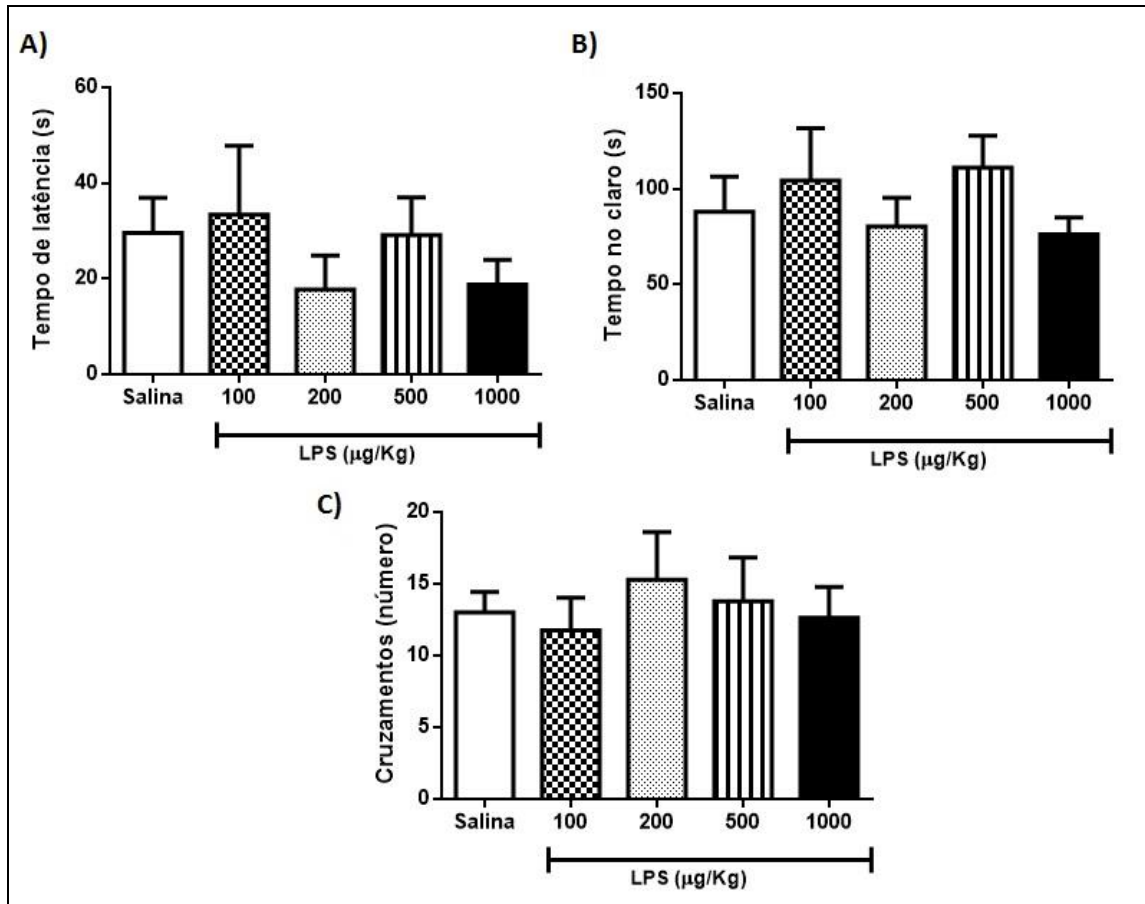 A)
Tempo de latência (s)
60
40
20
0
Salina 100 200 500 1000
LPS (µg/Kg)
B)
Tempo no claro (s)
150
100
50
0
Salina 100 200 500 1000
LPS (µg/Kg)
C)
Cruzamentos (número)
20
15
10
5
0
Salina 100 200 500 1000
LPS (µg/Kg)